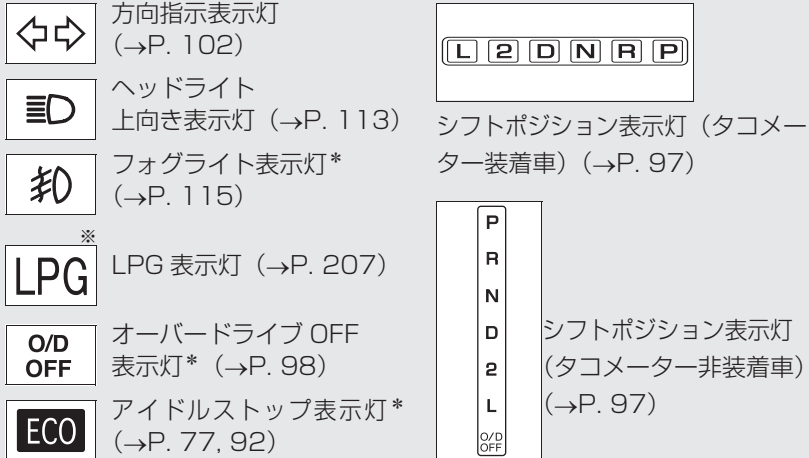 方向指示表示灯
（→P. 102）
ヘッドライト
上向き表示灯（→P. 113）
フォグライト表示灯*
（→P. 115）
※
LPG
LPG 表示灯（→P. 207）
O/D
OFF
オーバードライブ OFF
表示灯*（→P. 98）
ECO
アイドルストップ表示灯*
（→P. 77, 92）
L 2 D N R P
シフトポジション表示灯（タコメー
ター装着車）（→P. 97）
P
R
N
D
2
L
O/D
OFF
シフトポジション表示灯
（タコメーター非装着車）
（→P. 97）